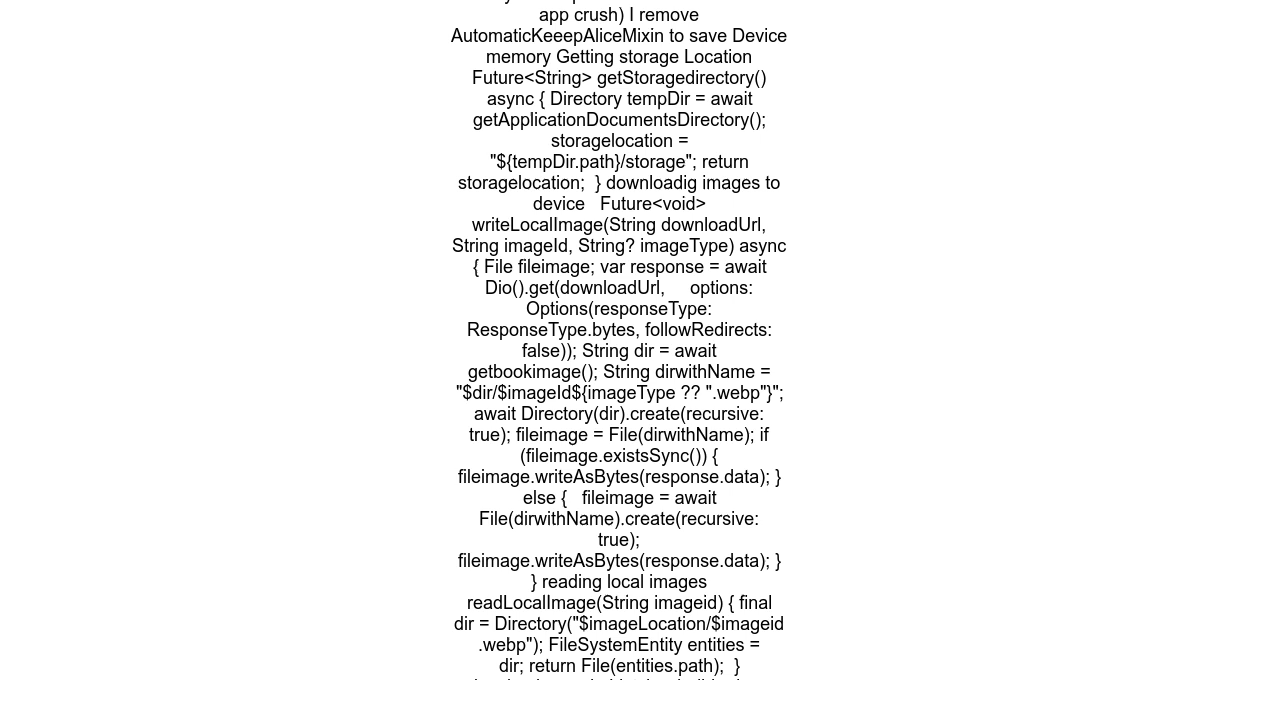 app crush) I remove
AutomaticKeeepAliceMixin to save Device
memory Getting storage Location
Future<String> getStoragedirectory()
async { Directory tempDir = await
getApplicationDocumentsDirectory();
storagelocation =
"${tempDir.path}/storage"; return
storagelocation;  } downloadig images to
device   Future<void>
writeLocalImage(String downloadUrl,
String imageId, String? imageType) async
{ File fileimage; var response = await
Dio().get(downloadUrl,     options:
Options(responseType:
ResponseType.bytes, followRedirects:
false)); String dir = await
getbookimage(); String dirwithName =
"$dir/$imageId${imageType ?? ".webp"}";
await Directory(dir).create(recursive:
true); fileimage = File(dirwithName); if
(fileimage.existsSync()) {
fileimage.writeAsBytes(response.data); }
else {   fileimage = await
File(dirwithName).create(recursive:
true);
fileimage.writeAsBytes(response.data); }
} reading local images
readLocalImage(String imageid) { final
dir = Directory("$imageLocation/$imageid
.webp"); FileSystemEntity entities =
dir; return File(entities.path);  }